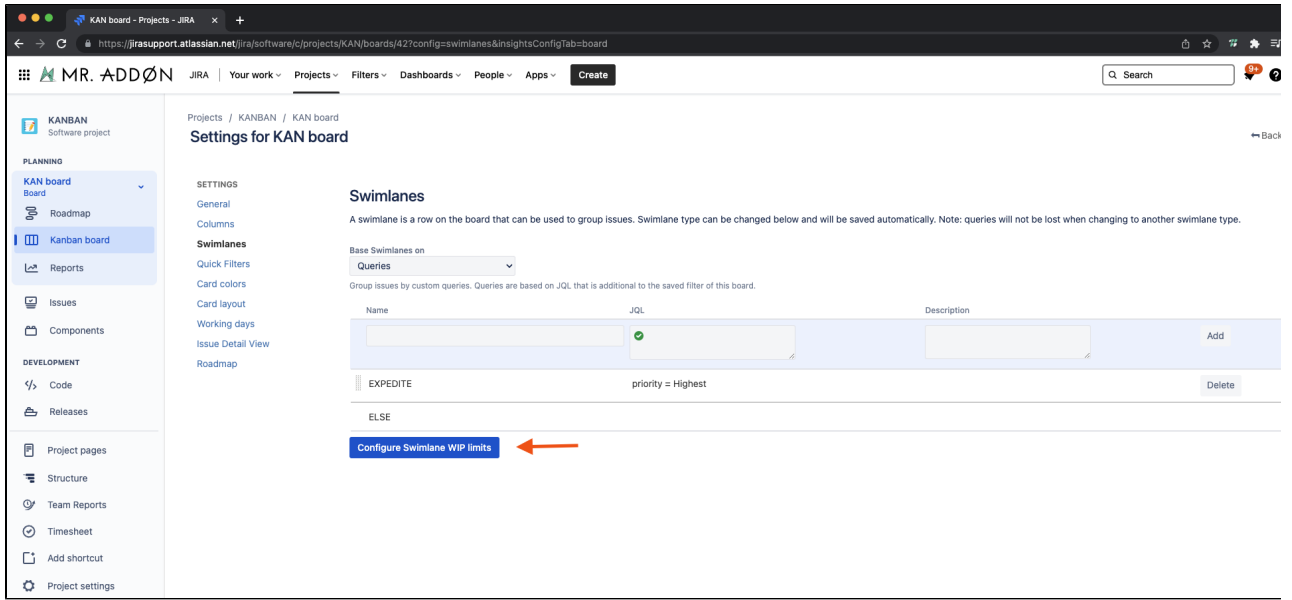 KAN board - Projects - JIRA
https://jirasupport.atlassian.net/jira/software/c/projects/KAN/boards/42?config=swimlanes&insightsConfigTab=board
MR. ADDØN JIRA Your work Projects Filters Dashboards People Apps Create Search 9+
KANBAN
Software project
PLANNING
KAN board
Board
Roadmap
Kanban board
Reports
Issues
Components
DEVELOPMENT
Code
Releases
Project pages
Structure
Team Reports
Timesheet
Add shortcut
Project settings
Projects / KANBAN / KAN board
Settings for KAN board
Back
SETTINGS
General
Columns
Swimlanes
Quick Filters
Card colors
Card layout
Working days
Issue Detail View
Roadmap
Swimlanes
A swimlane is a row on the board that can be used to group issues. Swimlane type can be changed below and will be saved automatically. Note: queries will not be lost when changing to another swimlane type.
Base Swimlanes on
Queries
Group issues by custom queries. Queries are based on JQL that is additional to the saved filter of this board.
Name JQL Description
Add
EXPEDITE priority = Highest Delete
ELSE
Configure Swimlane WIP limits